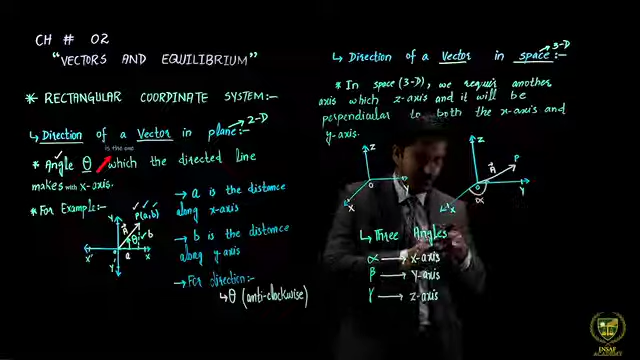 CH # 02
"VECTORS AND EQUILIBRIUM"
* RECTANGULAR COORDINATE SYSTEM:-
↳ Direction of a Vector in plane:- 2-D
is the one
* Angle θ which the directed line
makes with x-axis.
* For Example:-
Y
P(a,b)
A
θ
b
X'
O
a
X
Y'
→ a is the distance
along x-axis
→ b is the distance
along y-axis
→ For direction:-
↳ θ (anti-clockwise)
↳ Direction of a Vector in space:- 3-D
* In space (3-D), we require another
axis which z-axis and it will be
perpendicular to both the x-axis and
y-axis.
Z
O
Y
X
Z
P
A
O
Y
X
α
↳ Three Angles
α → x-axis
β → y-axis
γ → z-axis
INSAF
ACADEMY